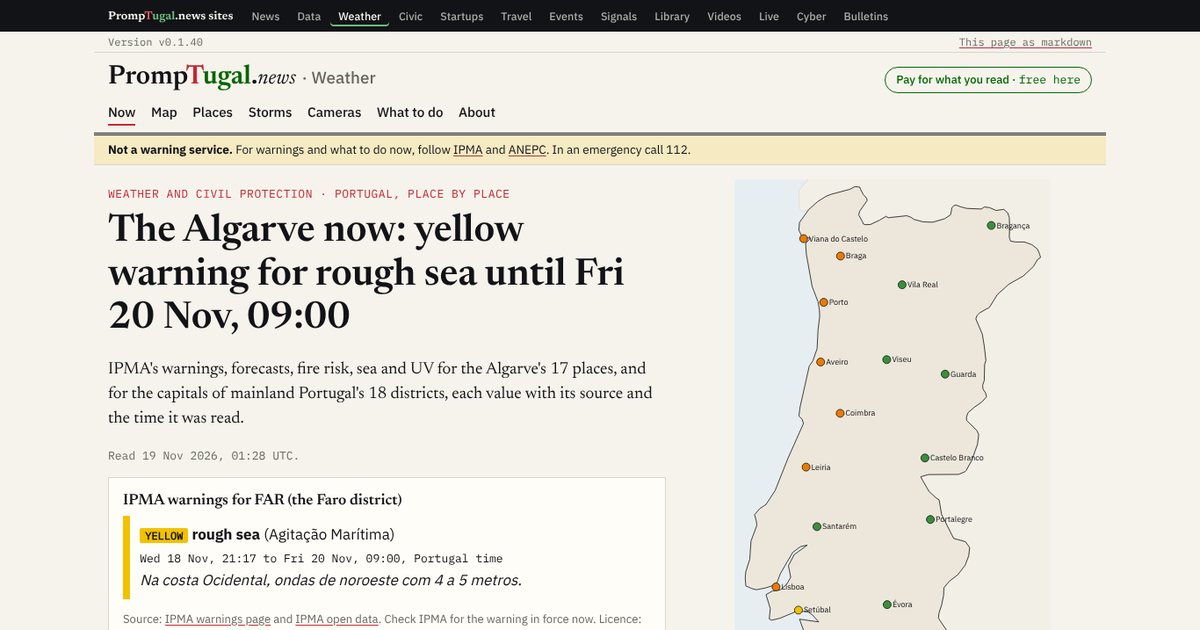 PrompTugal.news sites News Data Weather Civic Startups Travel Events Signals Library Videos Live Cyber Bulletins
Version v0.1.40 This page as markdown
PrompTugal.news · Weather
Pay for what you read · free here
Now Map Places Storms Cameras What to do About
Not a warning service. For warnings and what to do now, follow IPMA and ANEPC. In an emergency call 112.
WEATHER AND CIVIL PROTECTION · PORTUGAL, PLACE BY PLACE
The Algarve now: yellow
warning for rough sea until Fri
20 Nov, 09:00
IPMA's warnings, forecasts, fire risk, sea and UV for the Algarve's 17 places, and
for the capitals of mainland Portugal's 18 districts, each value with its source and
the time it was read.
Read 19 Nov 2026, 01:28 UTC.
IPMA warnings for FAR (the Faro district)
YELLOW rough sea (Agitação Marítima)
Wed 18 Nov, 21:17 to Fri 20 Nov, 09:00, Portugal time
Na costa Ocidental, ondas de noroeste com 4 a 5 metros.
Source: IPMA warnings page and IPMA open data. Check IPMA for the warning in force now. Licence:
Bragança
Viana do Castelo
Braga
Vila Real
Porto
Viseu
Aveiro
Guarda
Coimbra
Castelo Branco
Leiria
Portalegre
Santarém
Lisboa
Évora
Setúbal